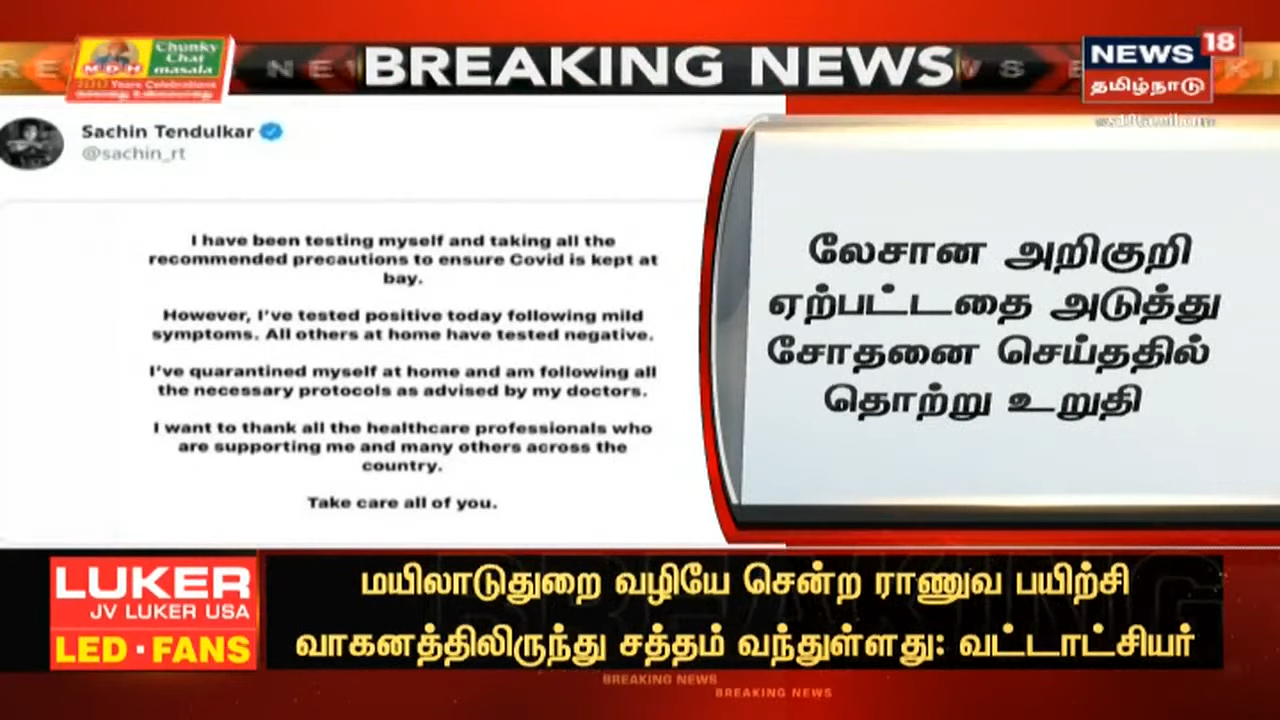 Chunky
Chat
masala
MDH
Years Celebrations
BREAKING NEWS
NEWS 18
தமிழ்நாடு
Sachin Tendulkar
@sachin_rt
I have been testing myself and taking all the
recommended precautions to ensure Covid is kept at
bay.
However, I've tested positive today following mild
symptoms. All others at home have tested negative.
I've quarantined myself at home and am following all
the necessary protocols as advised by my doctors.
I want to thank all the healthcare professionals who
are supporting me and many others across the
country.
Take care all of you.
லேசான அறிகுறி
ஏற்பட்டதை அடுத்து
சோதனை செய்ததில்
தொற்று உறுதி
LUKER
JV LUKER USA
LED · FANS
மயிலாடுதுறை வழியே சென்ற ராணுவ பயிற்சி
வாகனத்திலிருந்து சத்தம் வந்துள்ளது: வட்டாட்சியர்
BREAKING NEWS
BREAKING NEWS